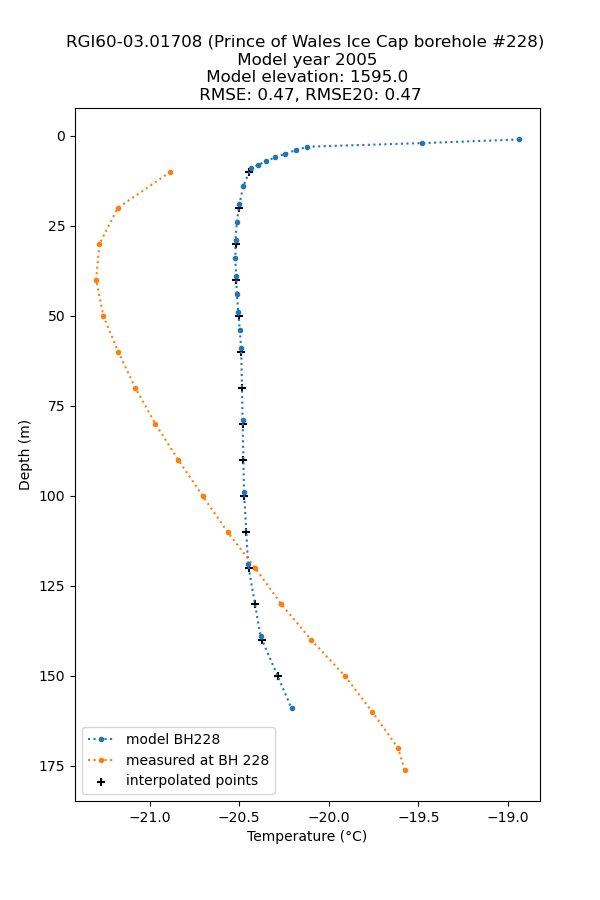 RGI60-03.01708 (Prince of Wales Ice Cap borehole #228)
Model year 2005
Model elevation: 1595.0
RMSE: 0.47, RMSE20: 0.47
0
25
50
75
100
125
150
175
Depth (m)
model BH228
measured at BH 228
interpolated points
−21.0
−20.5
−20.0
−19.5
−19.0
Temperature (°C)